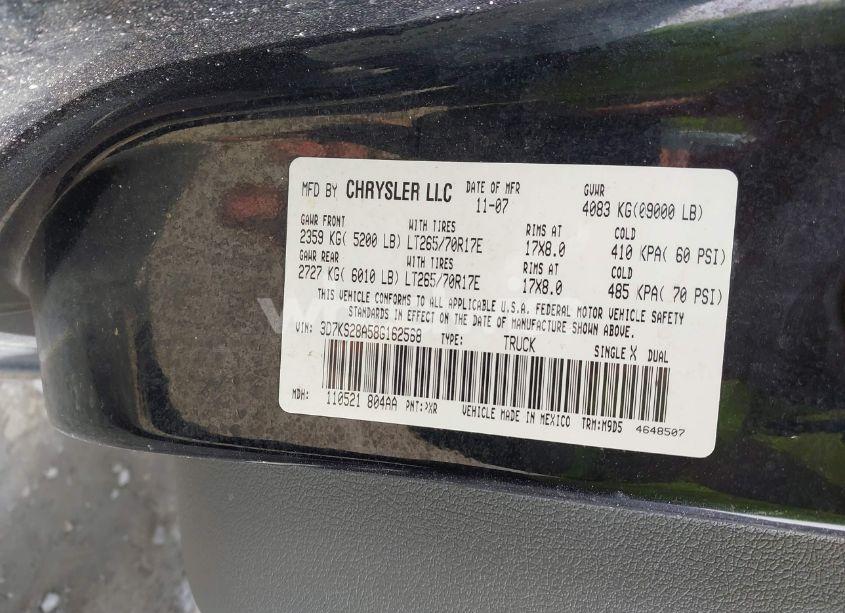 MFD BY CHRYSLER LLC DATE OF MFR 11-07 GVWR 4083 KG(09000 LB)
GAWR FRONT WITH TIRES RIMS AT COLD
2359 KG( 5200 LB) LT265/70R17E 17X8.0 410 KPA( 60 PSI)
GAWR REAR WITH TIRES RIMS AT COLD
2727 KG( 6010 LB) LT265/70R17E 17X8.0 485 KPA( 70 PSI)
THIS VEHICLE CONFORMS TO ALL APPLICABLE U.S.A. FEDERAL MOTOR VEHICLE SAFETY
STANDARDS IN EFFECT ON THE DATE OF MANUFACTURE SHOWN ABOVE.
VIN: 3D7KS28A58G162568 TYPE: TRUCK SINGLE X DUAL
MDH: 110521 804AA PNT:PXR VEHICLE MADE IN MEXICO TRM:M9D5 4648507